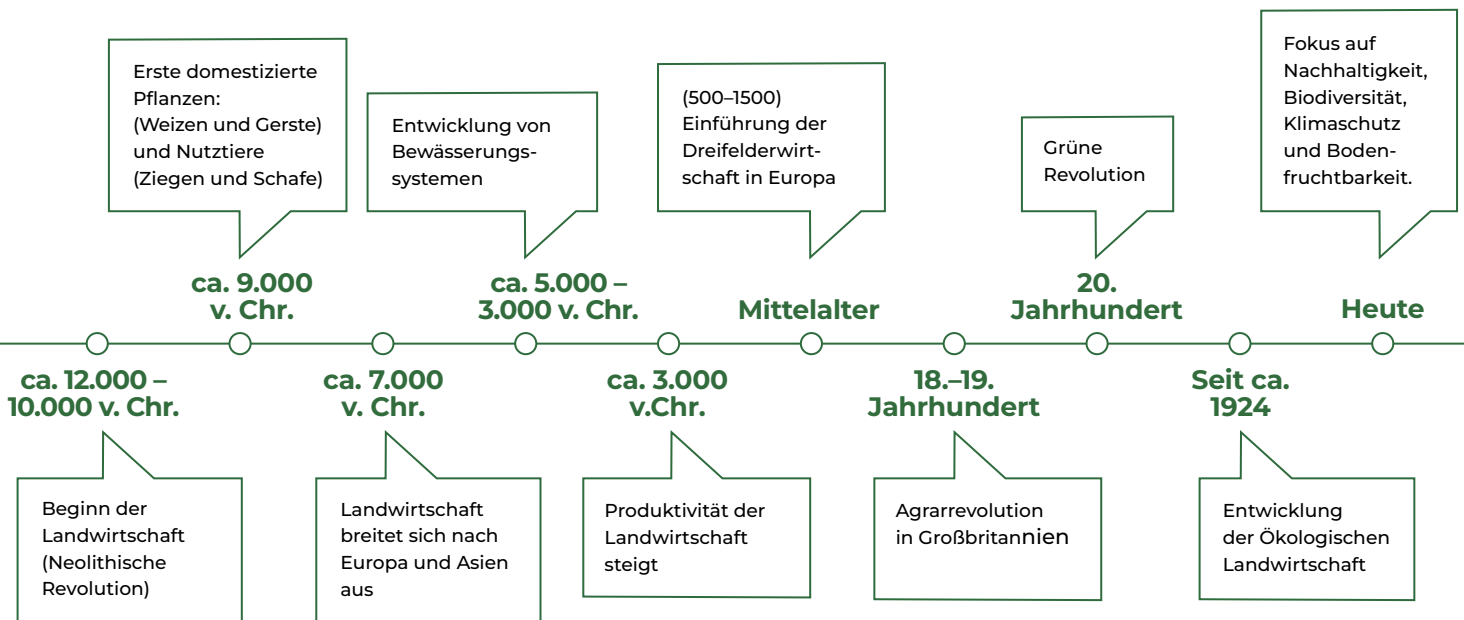 Erste domestizierte
Pflanzen:
(Weizen und Gerste)
und Nutztiere
(Ziegen und Schafe)
Entwicklung von
Bewässerungs-
systemen
(500–1500)
Einführung der
Dreifelderwirt-
schaft in Europa
Grüne
Revolution
Fokus auf
Nachhaltigkeit,
Biodiversität,
Klimaschutz
und Boden-
fruchtbarkeit.
ca. 9.000
v. Chr.
ca. 5.000 –
3.000 v. Chr.
Mittelalter
20.
Jahrhundert
Heute
ca. 12.000 –
10.000 v. Chr.
ca. 7.000
v. Chr.
ca. 3.000
v.Chr.
18.–19.
Jahrhundert
Seit ca.
1924
Beginn der
Landwirtschaft
(Neolithische
Revolution)
Landwirtschaft
breitet sich nach
Europa und Asien
aus
Produktivität der
Landwirtschaft
steigt
Agrarrevolution
in Großbritannien
Entwicklung
der Ökologischen
Landwirtschaft